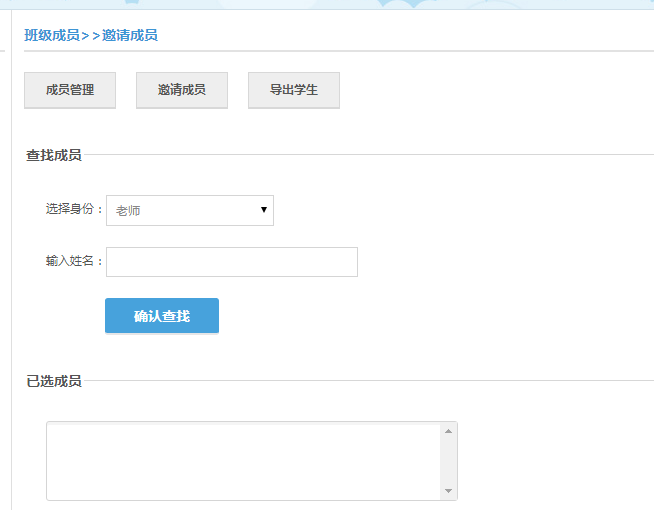 班级成员>>邀请成员
成员管理 邀请成员 导出学生
查找成员
选择身份： 老师
输入姓名：
确认查找
已选成员